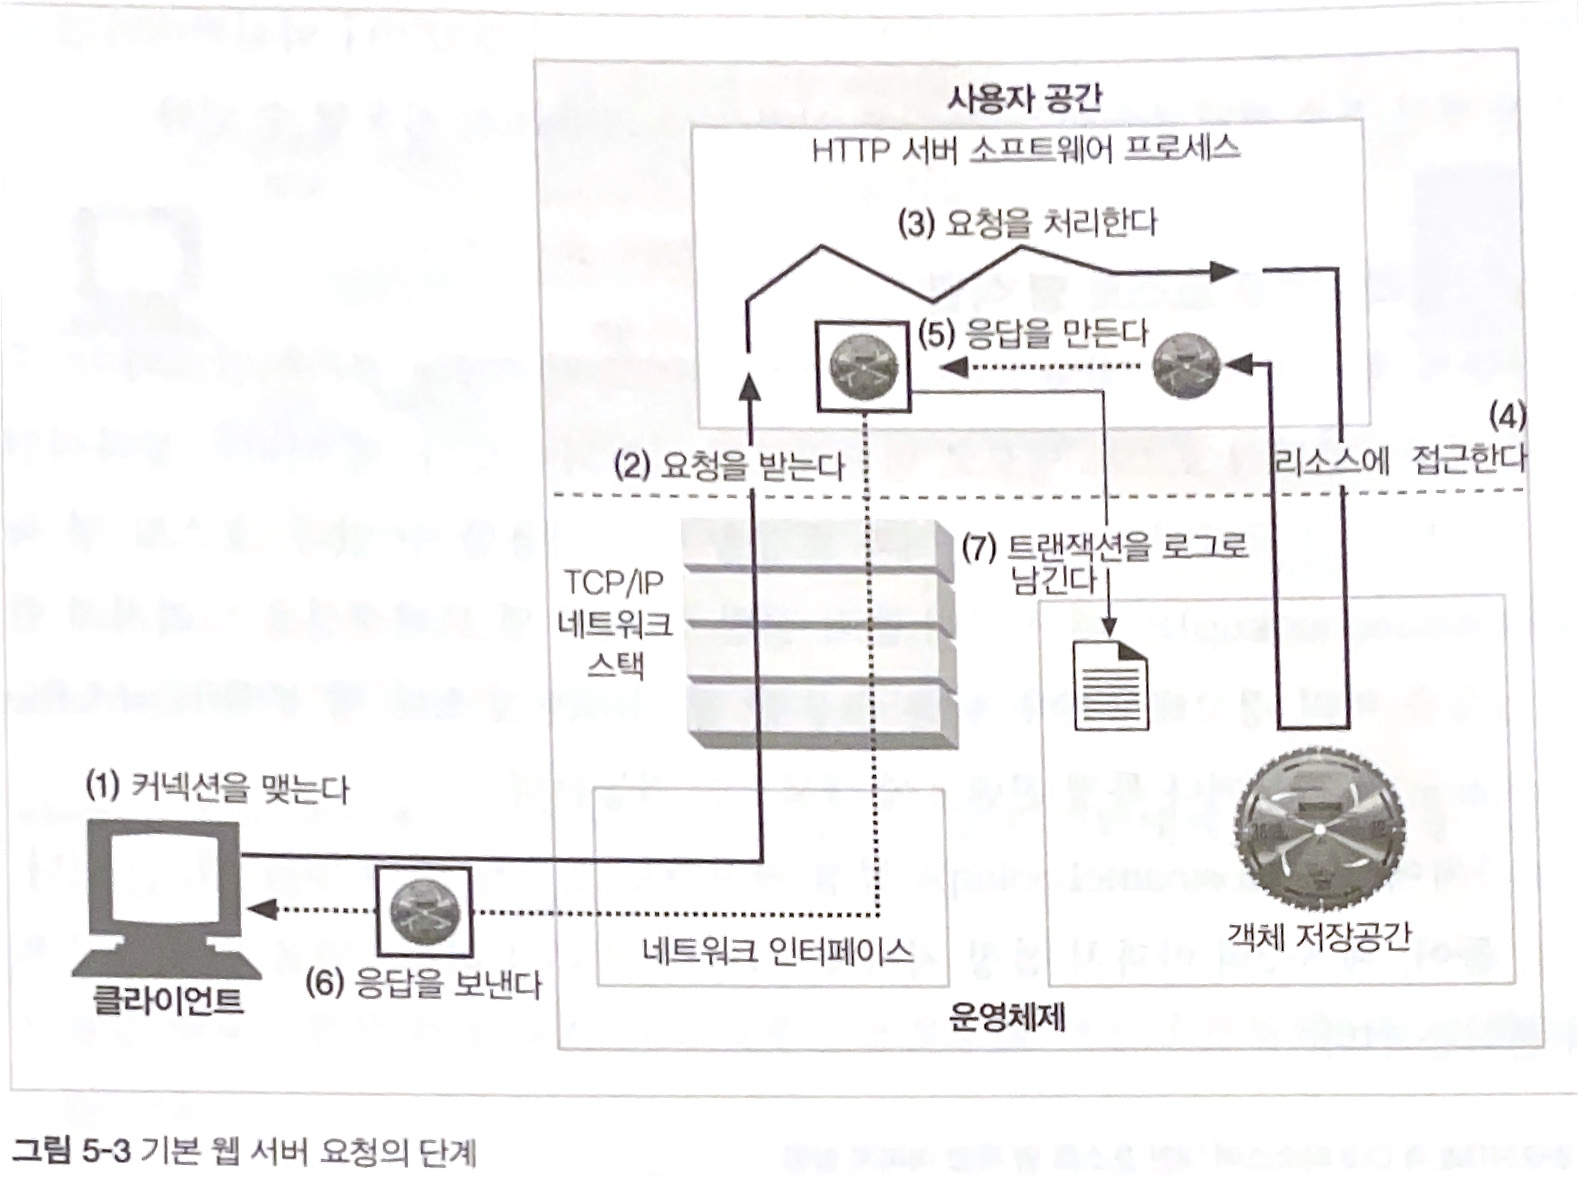 사용자 공간
HTTP 서버 소프트웨어 프로세스
(3) 요청을 처리한다
(5) 응답을 만든다
(4)
리소스에 접근한다
(2) 요청을 받는다
(7) 트랜잭션을 로그로
남긴다
TCP/IP
네트워크
스택
(1) 커넥션을 맺는다
객체 저장공간
네트워크 인터페이스
(6) 응답을 보낸다
클라이언트
운영체제
그림 5-3 기본 웹 서버 요청의 단계